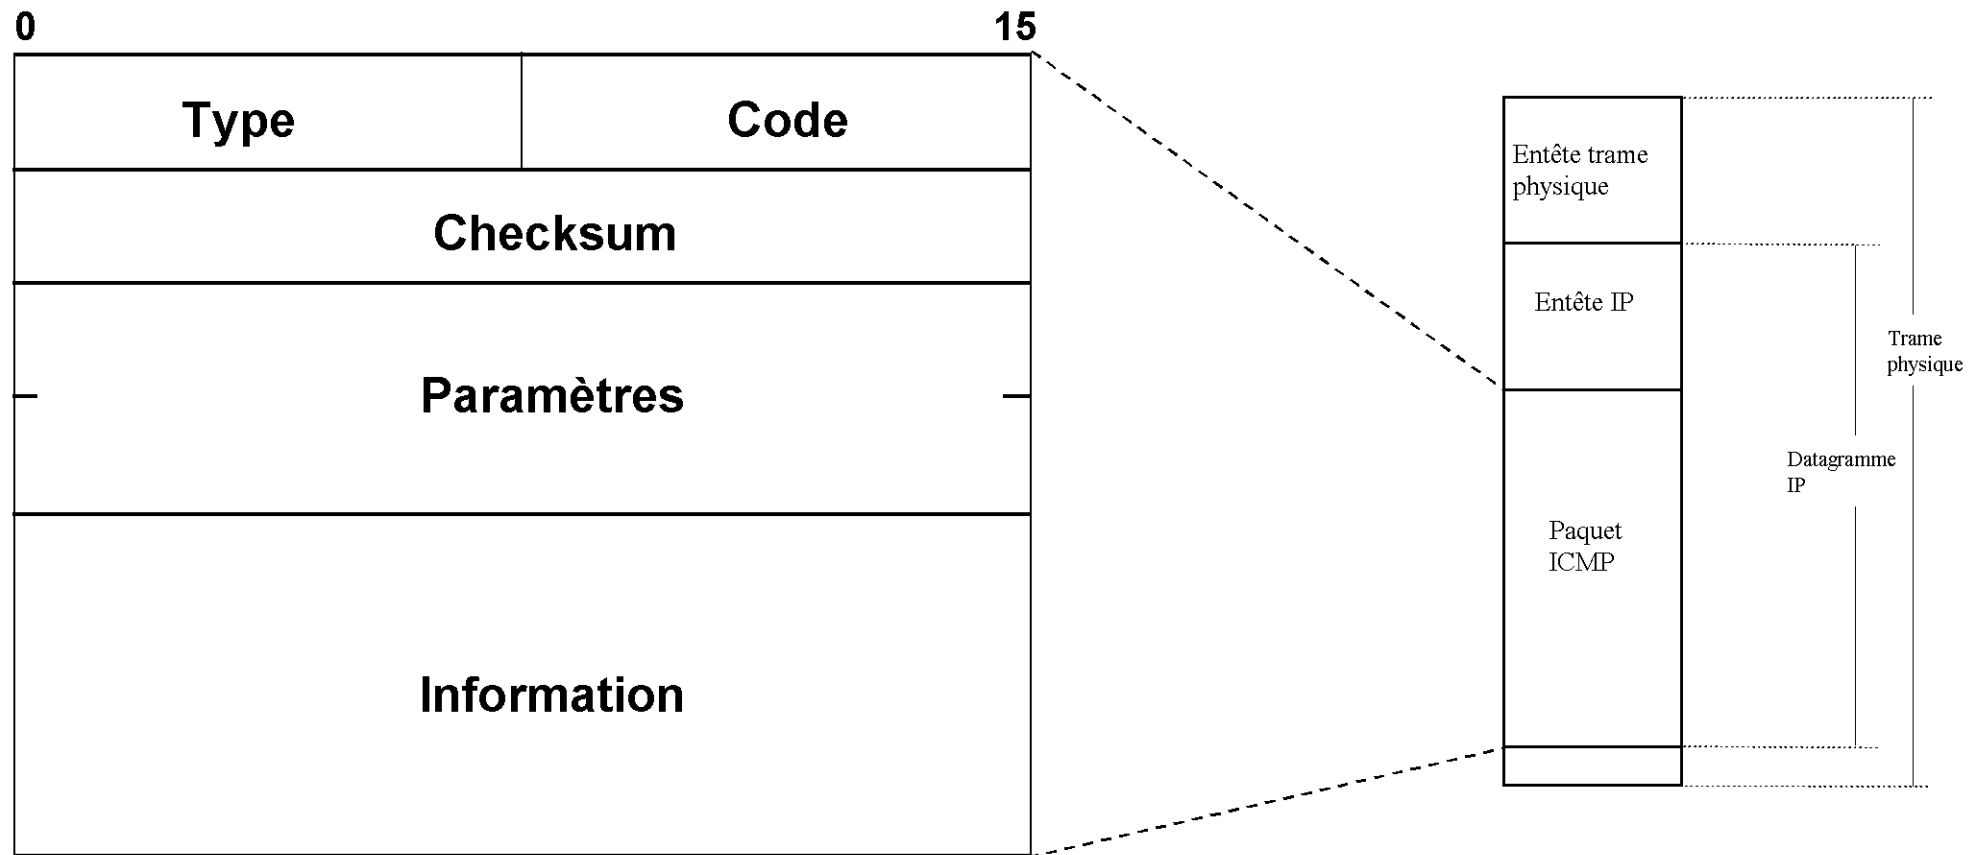 0 15
Type Code
Checksum
Paramètres
Information
Entête trame
physique
Entête IP
Paquet
ICMP
Datagramme
IP
Trame
physique